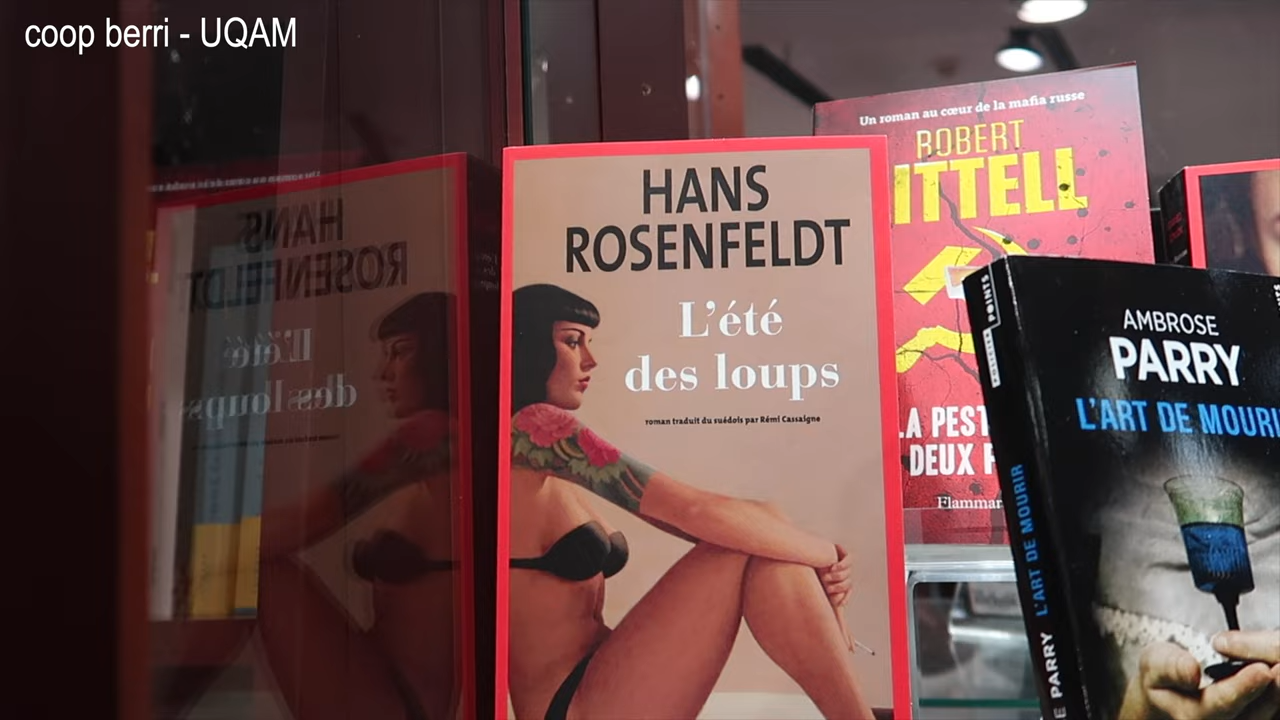 coop berri - UQAM
HANS
ROSENFELDT
L'été
des loups
roman traduit du suédois par Rémi Cassaigne
Un roman au cœur de la mafia russe
ROBERT
ITTELL
LA PEST
DEUX F
Flammar
POINTS
AMBROSE
PARRY
L'ART DE MOURI
E PARRY L'ART DE MOURIR